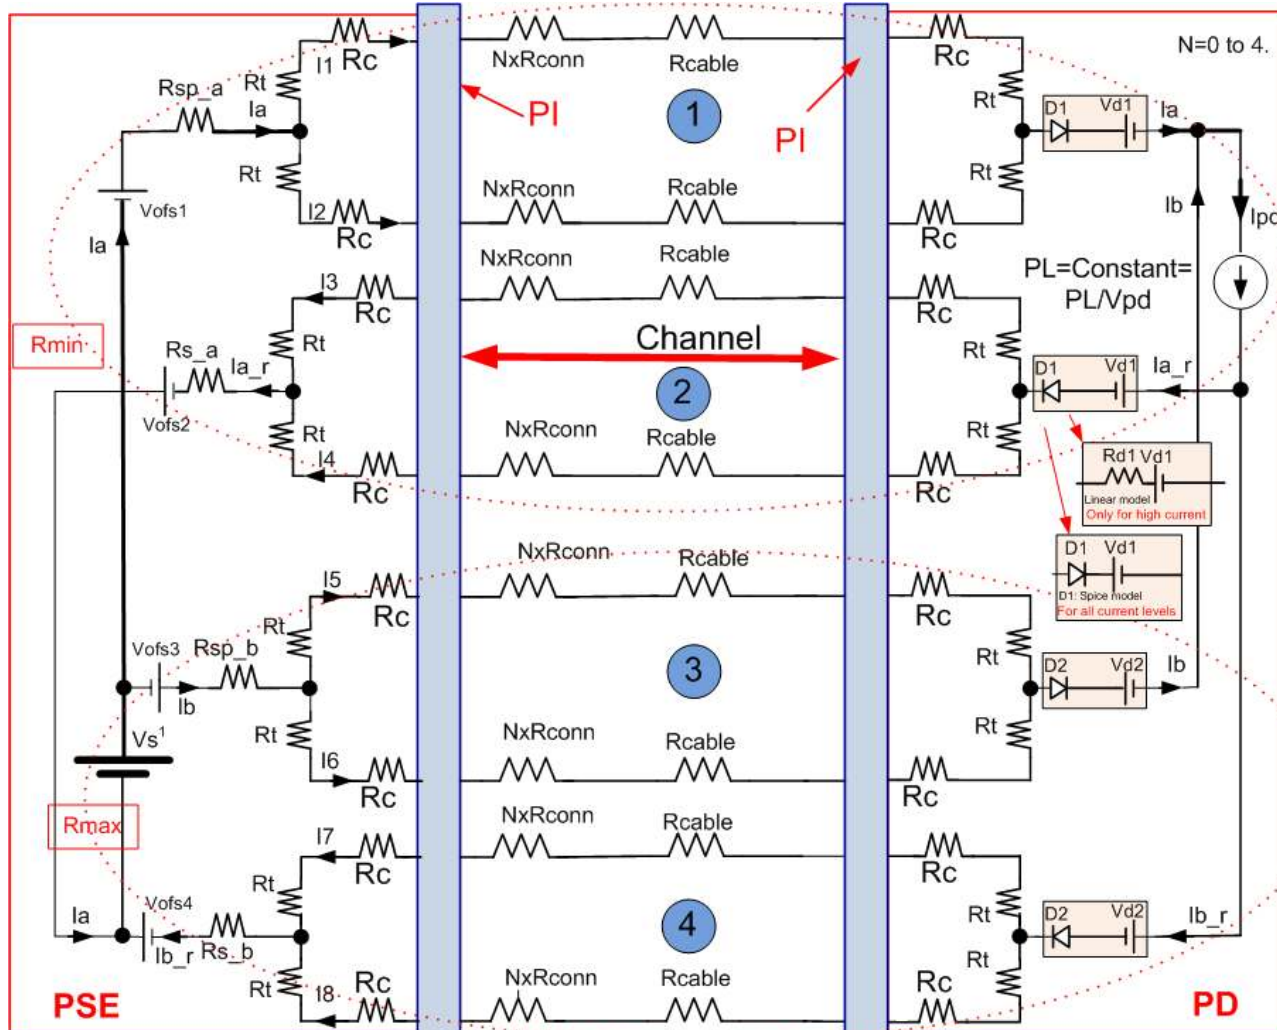 I1
Rc
NxRconn
Rcable
Rc
N=0 to 4.
Rt
Rsp_a
Ia
PI
1
PI
Rt
D1
Vd1
Ia
Rt
Vofs1
Ia
I2
Rc
NxRconn
Rcable
Rt
Rc
Ib
I3
Rc
NxRconn
Rcable
Rc
PL=Constant=
PL/Vpd
Rmin
Rt
Channel
Rt
Rs_a
Ia_r
Vofs2
2
D1
Vd1
Ia_r
Rt
I4
Rc
NxRconn
Rcable
Rt
Rc
Rd1
Vd1
Linear model
Only for high current
D1
Vd1
D1: Spice model
For all current levels
I5
Rc
NxRconn
Rcable
Rc
Rt
Vofs3
Rsp_b
Ib
3
Rt
D2
Vd2
Ib
Rt
Vs¹
I6
Rc
NxRconn
Rcable
Rt
Rc
Rmax
I7
Rc
NxRconn
Rcable
Rc
Rt
Ia
Vofs4
Ib_r
Rs_b
4
Rt
D2
Vd2
Ib_r
Rt
I8
Rc
NxRconn
Rcable
Rt
Rc
PSE
PD